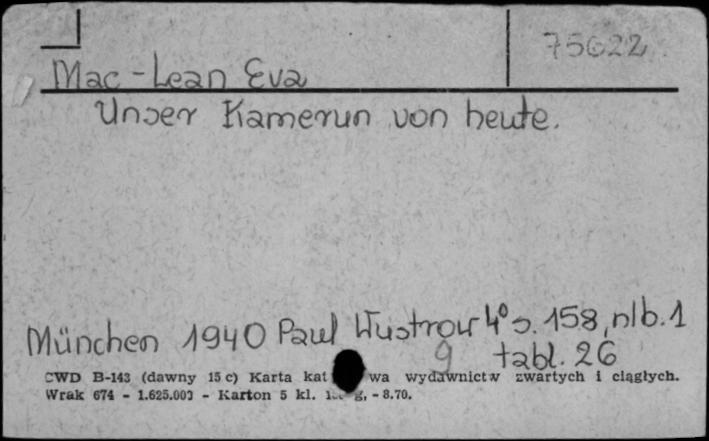 75622
Mac-Lean Eva
Unser Kamerun von heute.
München 1940 Paul Wustrow 4° s. 158, nlb. 1
9 tabl. 26
CWD B-143 (dawny 15 c) Karta kat wa wydawnictw zwartych i ciągłych.
Wrak 674 - 1.625.000 - Karton 5 kl. g, - 8.70.